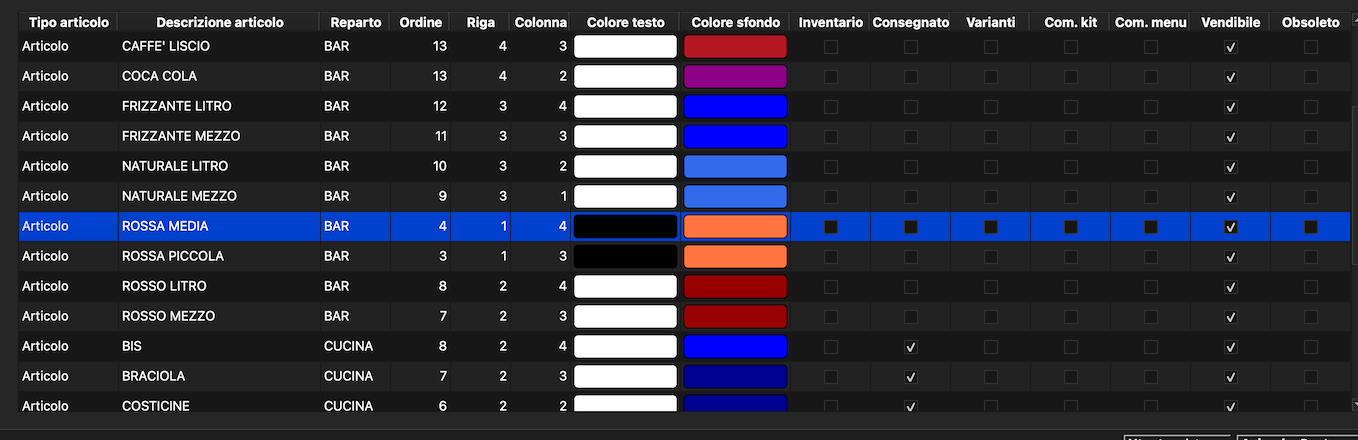 Tipo articolo Descrizione articolo Reparto Ordine Riga Colonna Colore testo Colore sfondo Inventario Consegnato Varianti Com. kit Com. menu Vendibile Obsoleto
Articolo CAFFE' LISCIO BAR 13 4 3
Articolo COCA COLA BAR 13 4 2
Articolo FRIZZANTE LITRO BAR 12 3 4
Articolo FRIZZANTE MEZZO BAR 11 3 3
Articolo NATURALE LITRO BAR 10 3 2
Articolo NATURALE MEZZO BAR 9 3 1
Articolo ROSSA MEDIA BAR 4 1 4
Articolo ROSSA PICCOLA BAR 3 1 3
Articolo ROSSO LITRO BAR 8 2 4
Articolo ROSSO MEZZO BAR 7 2 3
Articolo BIS CUCINA 8 2 4
Articolo BRACIOLA CUCINA 7 2 3
Articolo COSTICINE CUCINA 6 2 2